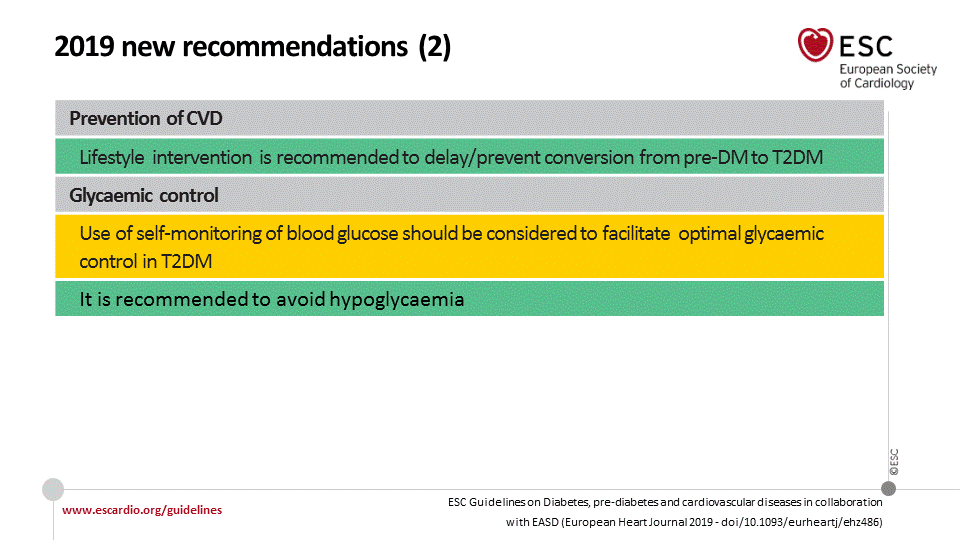 2019 new recommendations (2)
ESC
European Society
of Cardiology
Prevention of CVD
Lifestyle intervention is recommended to delay/prevent conversion from pre-DM to T2DM
Glycaemic control
Use of self-monitoring of blood glucose should be considered to facilitate optimal glycaemic
control in T2DM
It is recommended to avoid hypoglycaemia
©ESC
www.escardio.org/guidelines
ESC Guidelines on Diabetes, pre-diabetes and cardiovascular diseases in collaboration
with EASD (European Heart Journal 2019 - doi/10.1093/eurheartj/ehz486)